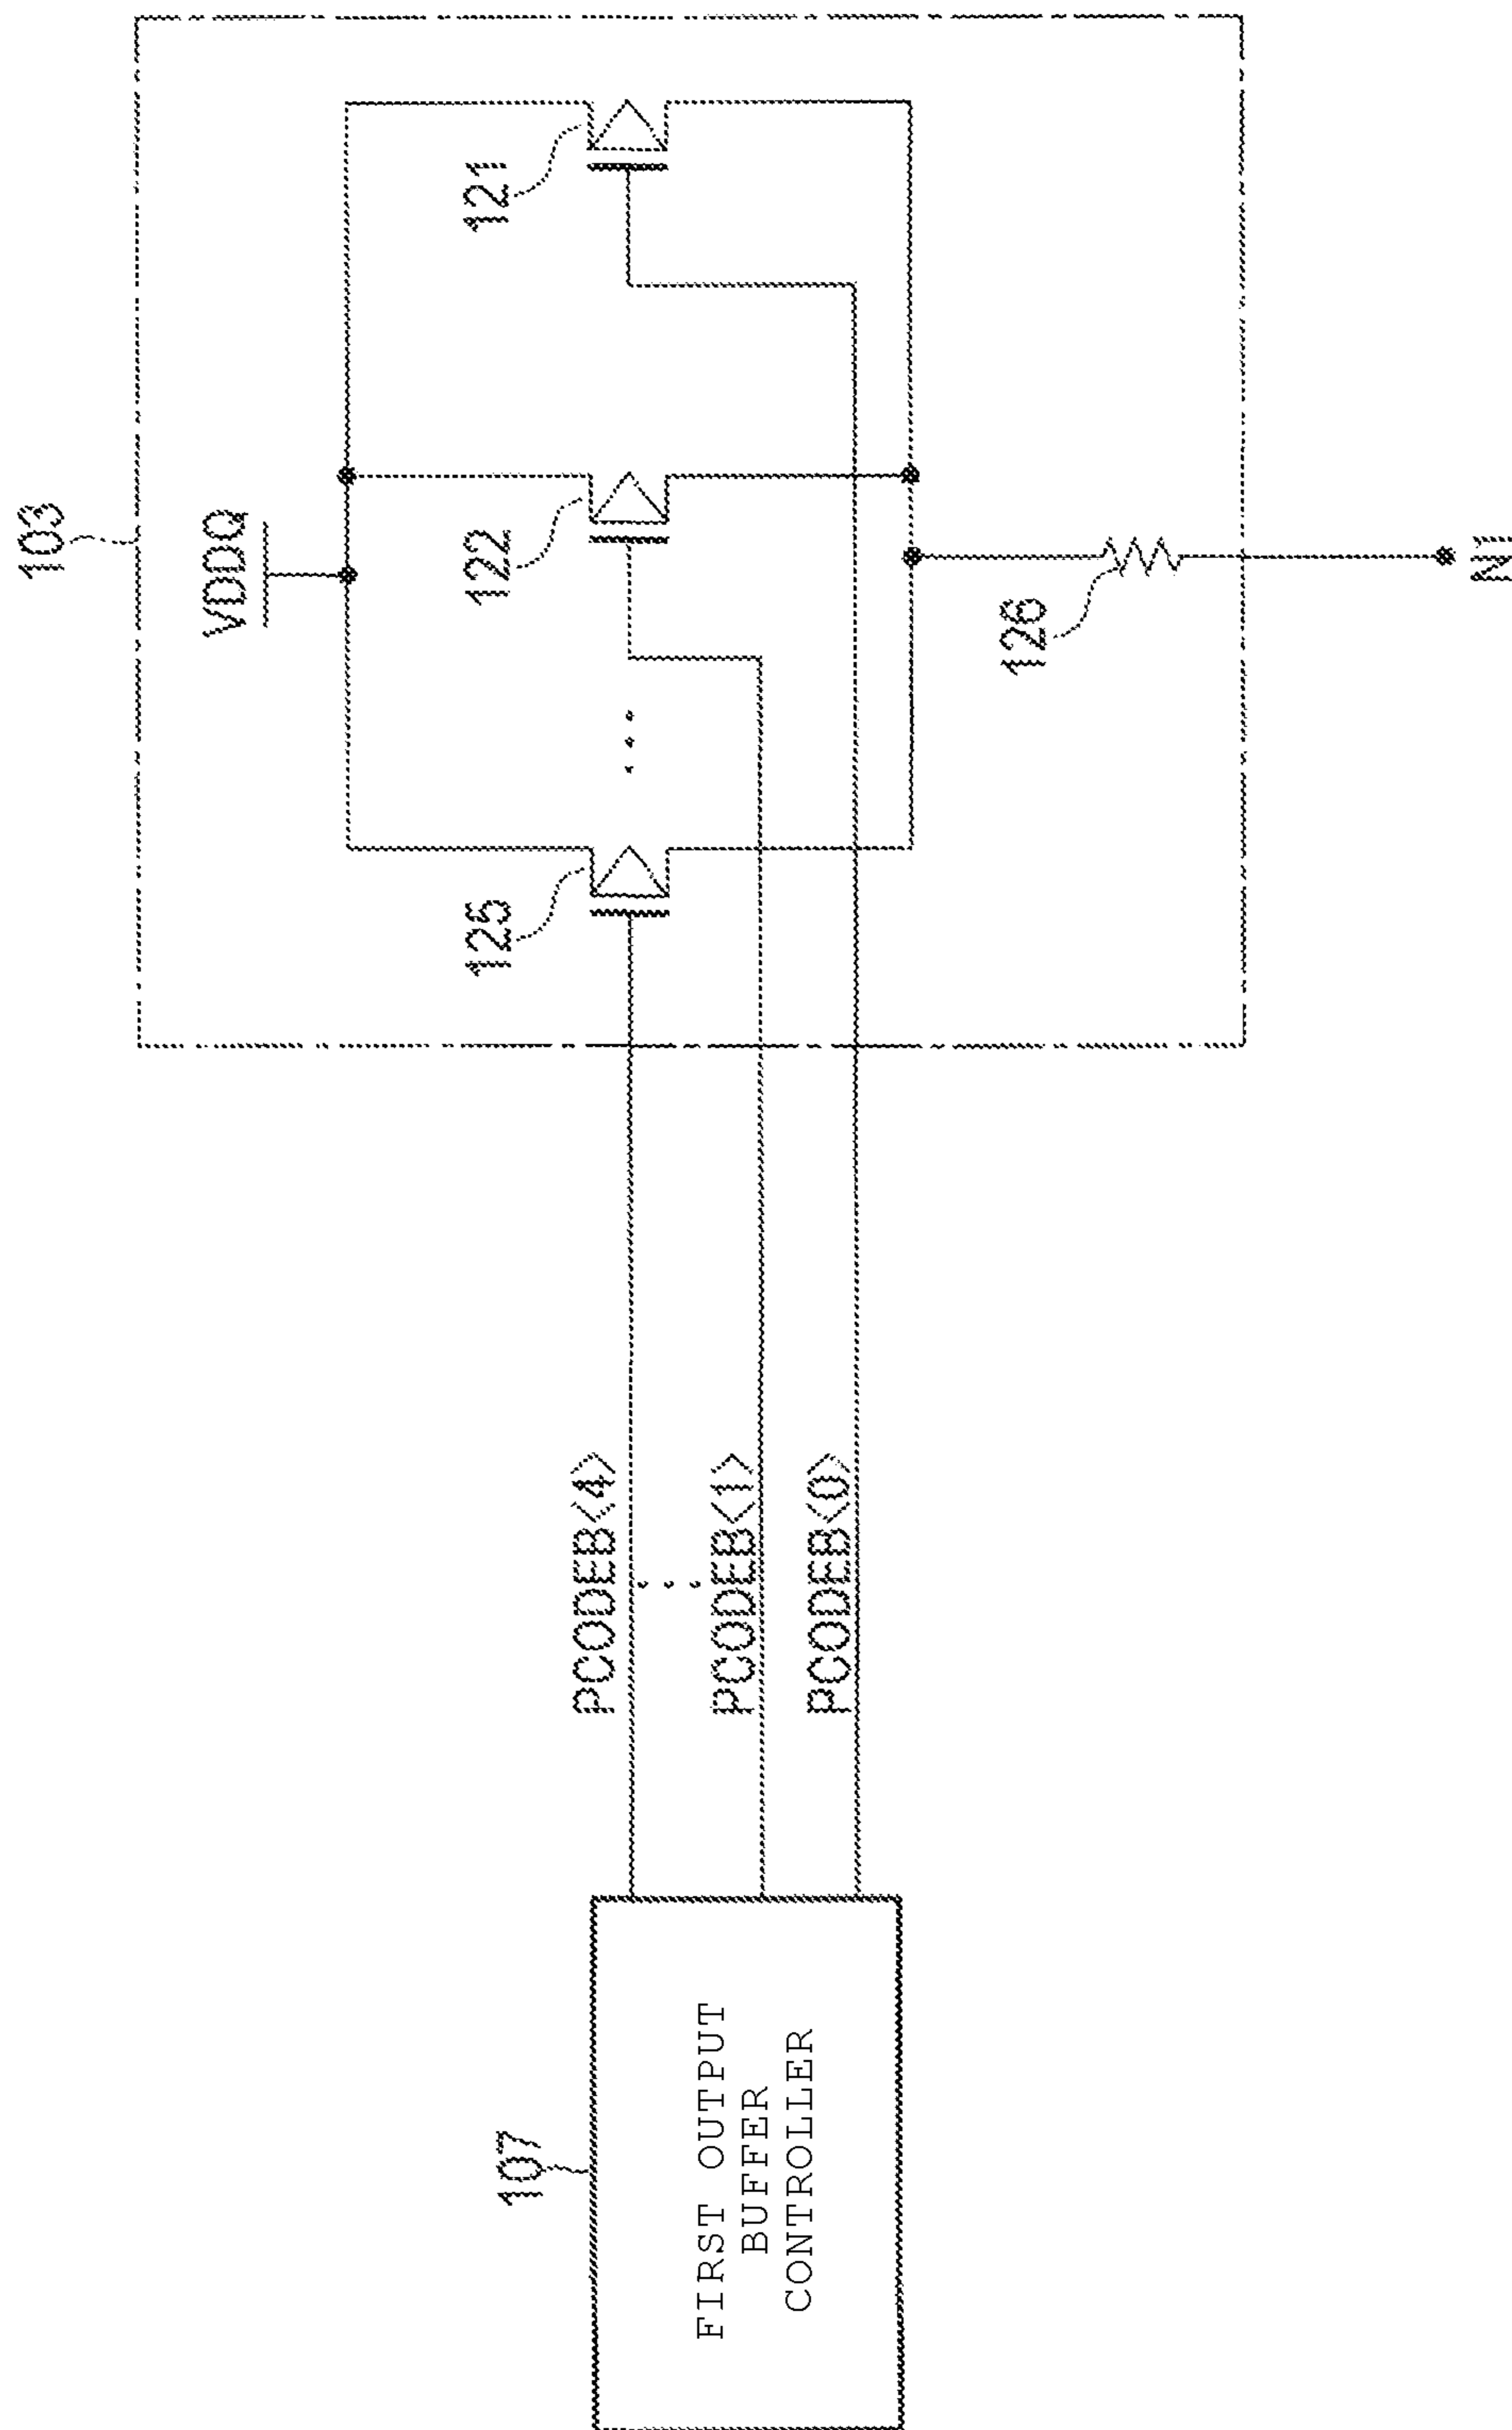 103
VDDQ
125
122
121
. . .
126
N1
PCODEB<4>
PCODEB<1>
PCODEB<0>
107
FIRST OUTPUT
BUFFER
CONTROLLER